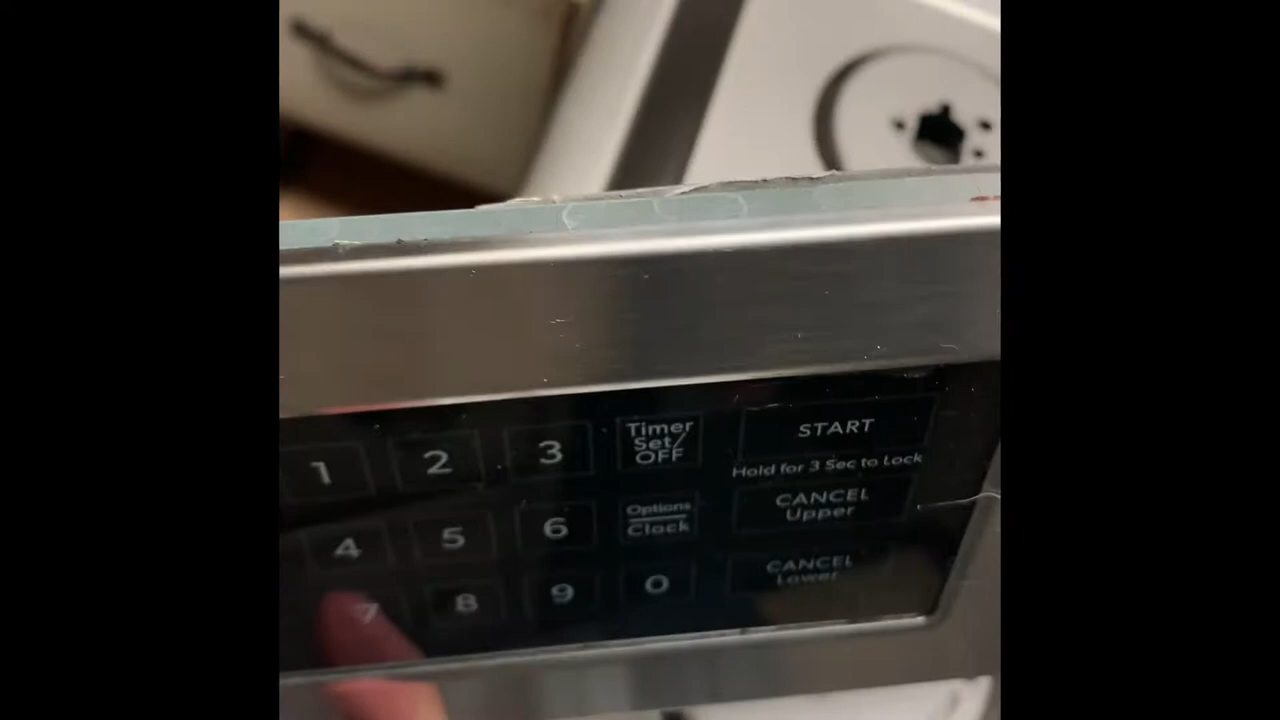 1 2 3 Timer Set/ OFF START
Hold for 3 Sec to Lock
4 5 6 Options Clock CANCEL Upper
7 8 9 0 CANCEL Lower